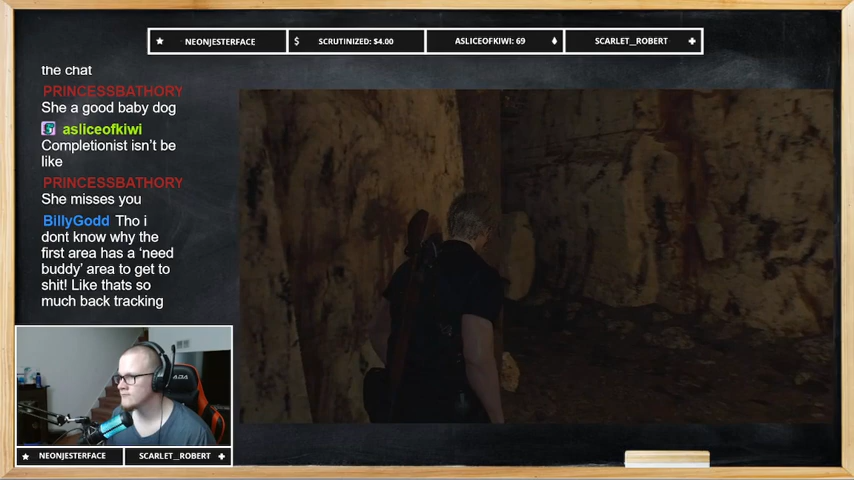 NEONJESTERFACE
$ SCRUTINIZED: $4.00
ASLICEOFKIWI: 69
SCARLET__ROBERT
the chat
PRINCESSBATHORY
She a good baby dog
asliceofkiwi
Completionist isn't be
like
PRINCESSBATHORY
She misses you
BillyGodd Tho i
dont know why the
first area has a 'need
buddy' area to get to
shit! Like thats so
much back tracking
NEONJESTERFACE
SCARLET__ROBERT